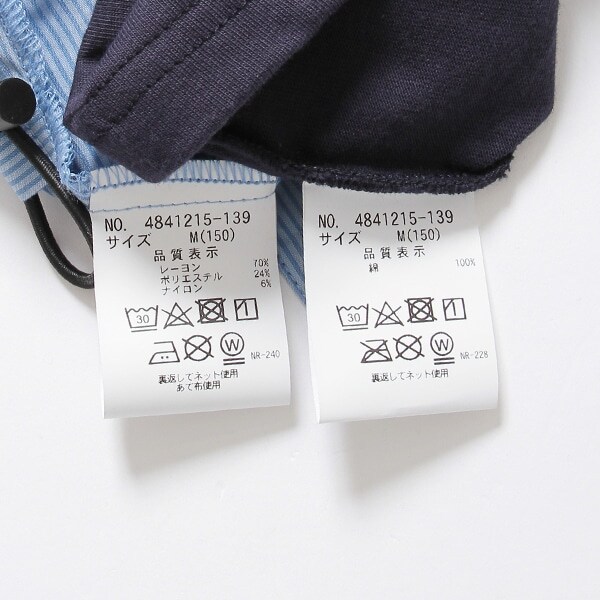 NO. 4841215-139
サイズ M(150)
品質表示
レーヨン 70%
ポリエステル 24%
ナイロン 6%
30
W
NR-240
裏返してネット使用
あて布使用
NO. 4841215-139
サイズ M(150)
品質表示
綿 100%
30
W
NR-228
裏返してネット使用